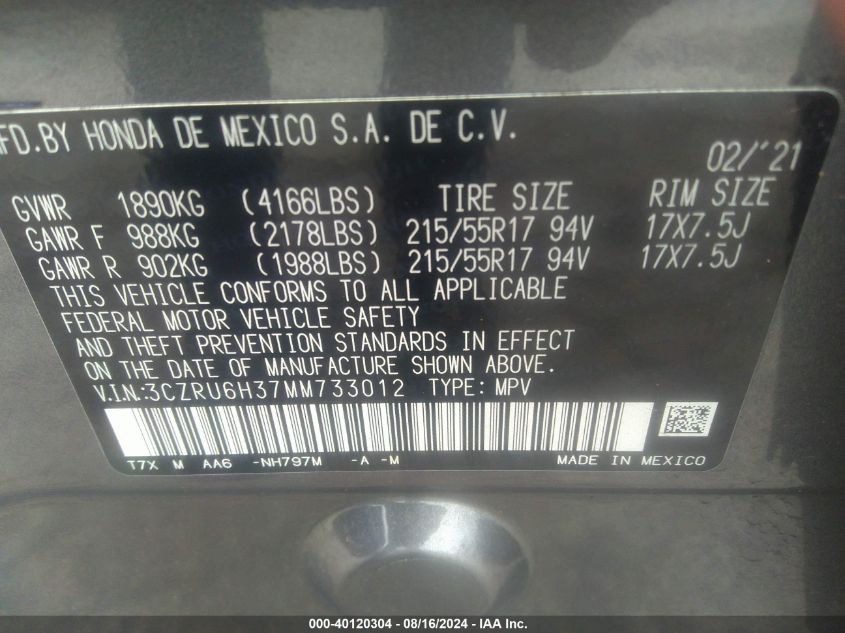 MFD.BY HONDA DE MEXICO S.A. DE C.V.
02/'21
GVWR 1890KG (4166LBS) TIRE SIZE RIM SIZE
GAWR F 988KG (2178LBS) 215/55R17 94V 17X7.5J
GAWR R 902KG (1988LBS) 215/55R17 94V 17X7.5J
THIS VEHICLE CONFORMS TO ALL APPLICABLE
FEDERAL MOTOR VEHICLE SAFETY
AND THEFT PREVENTION STANDARDS IN EFFECT
ON THE DATE OF MANUFACTURE SHOWN ABOVE.
V.I.N.:3CZRU6H37MM733012 TYPE: MPV
T7X M AA6 -NH797M -A -M MADE IN MEXICO
000-40120304 - 08/16/2024 - IAA Inc.